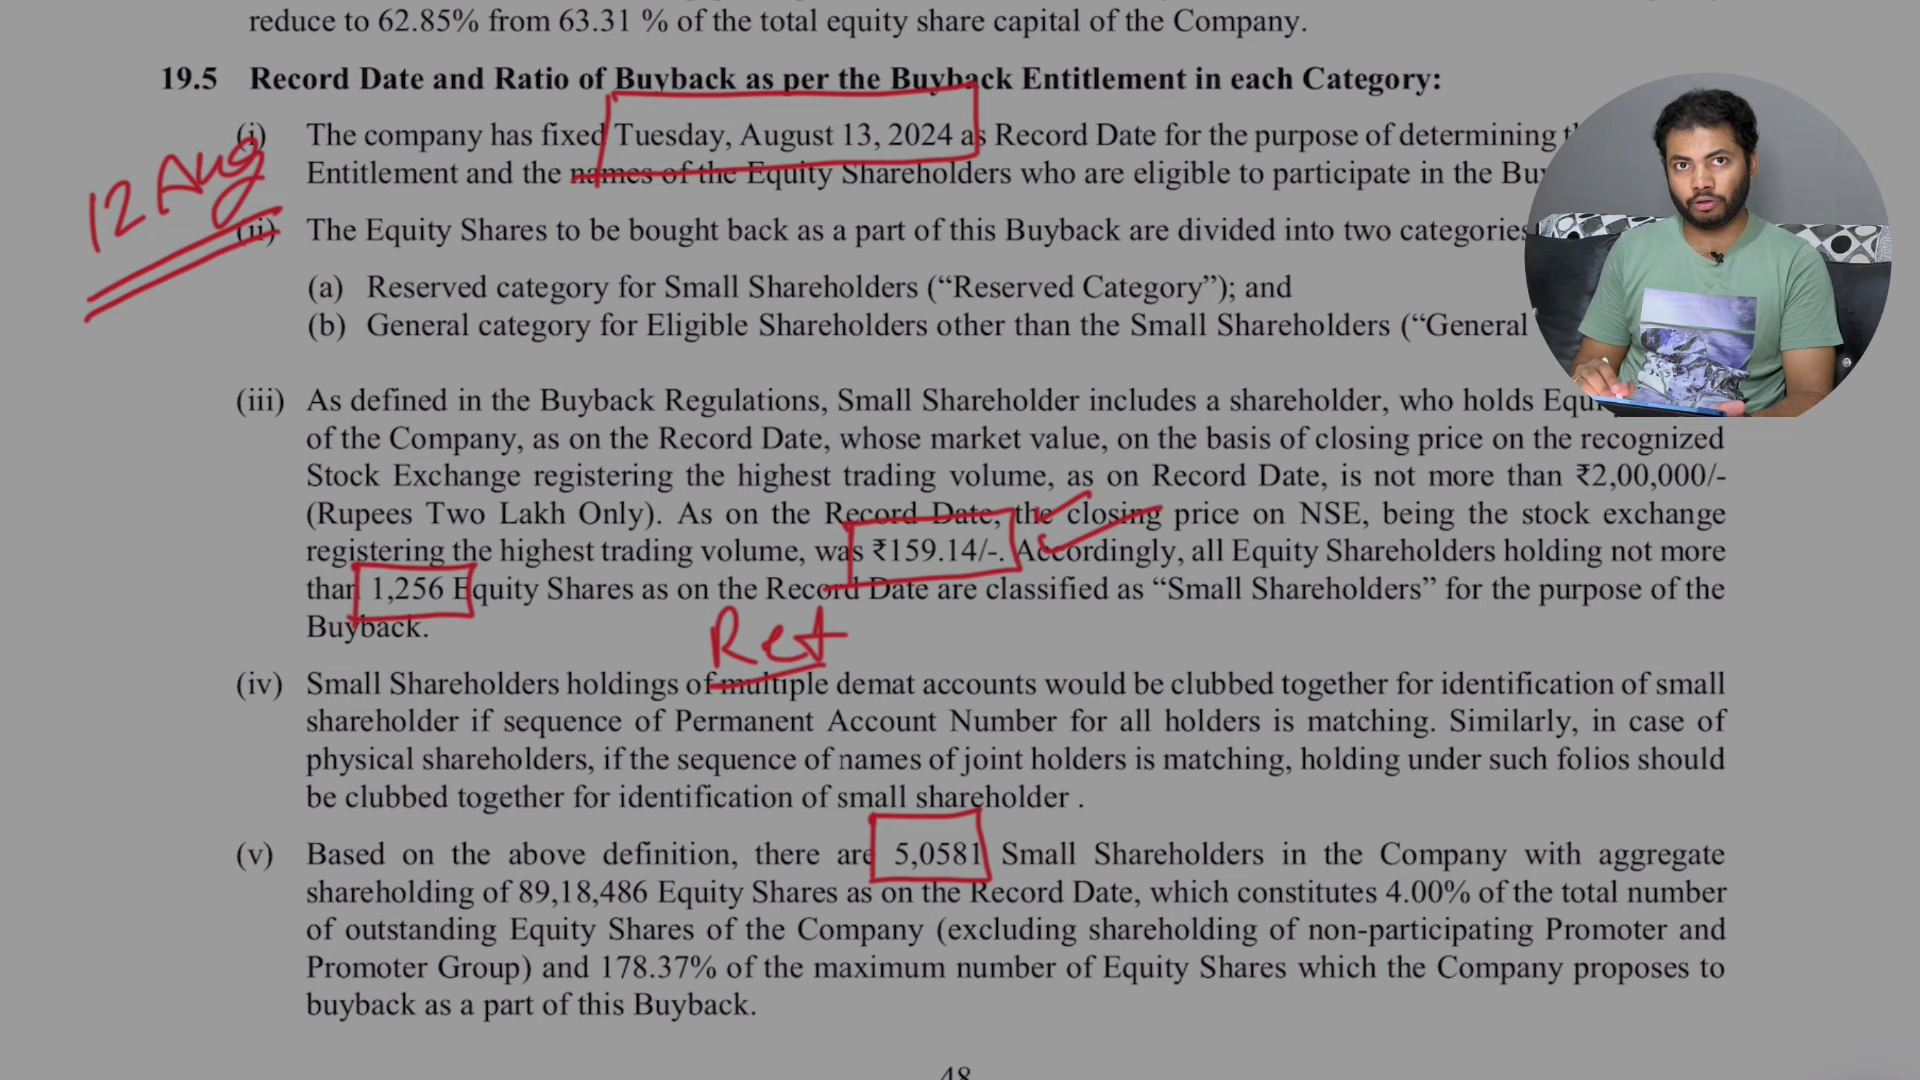 reduce to 62.85% from 63.31 % of the total equity share capital of the Company.
19.5 Record Date and Ratio of Buyback as per the Buyback Entitlement in each Category:
(i) The company has fixed Tuesday, August 13, 2024 as Record Date for the purpose of determining
12 Aug
Entitlement and the names of the Equity Shareholders who are eligible to participate in the
(ii) The Equity Shares to be bought back as a part of this Buyback are divided into two categories
(a) Reserved category for Small Shareholders (“Reserved Category”); and
(b) General category for Eligible Shareholders other than the Small Shareholders (“General
(iii) As defined in the Buyback Regulations, Small Shareholder includes a shareholder, who holds
of the Company, as on the Record Date, whose market value, on the basis of closing price on the recognized
Stock Exchange registering the highest trading volume, as on Record Date, is not more than ₹2,00,000/-
(Rupees Two Lakh Only). As on the Record Date, the closing price on NSE, being the stock exchange
registering the highest trading volume, was ₹159.14/-. Accordingly, all Equity Shareholders holding not more
than 1,256 Equity Shares as on the Record Date are classified as “Small Shareholders” for the purpose of the
Buyback.
Ret
(iv) Small Shareholders holdings of multiple demat accounts would be clubbed together for identification of small
shareholder if sequence of Permanent Account Number for all holders is matching. Similarly, in case of
physical shareholders, if the sequence of names of joint holders is matching, holding under such folios should
be clubbed together for identification of small shareholder .
(v) Based on the above definition, there are 5,0581 Small Shareholders in the Company with aggregate
shareholding of 89,18,486 Equity Shares as on the Record Date, which constitutes 4.00% of the total number
of outstanding Equity Shares of the Company (excluding shareholding of non-participating Promoter and
Promoter Group) and 178.37% of the maximum number of Equity Shares which the Company proposes to
buyback as a part of this Buyback.
48